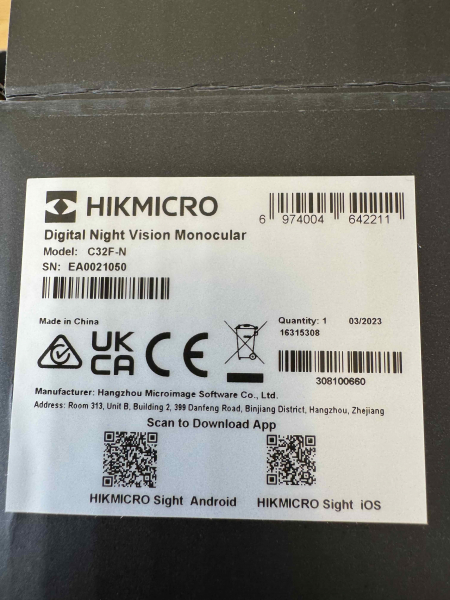 HIKMICRO
6 974004 642211
Digital Night Vision Monocular
Model: C32F-N
SN: EA0021050
Made in China
Quantity: 1 03/2023
16315308
UK
CA
CE
308100660
Manufacturer: Hangzhou Microimage Software Co., Ltd.
Address: Room 313, Unit B, Building 2, 399 Danfeng Road, Binjiang District, Hangzhou, Zhejiang
Scan to Download App
HIKMICRO Sight Android
HIKMICRO Sight iOS